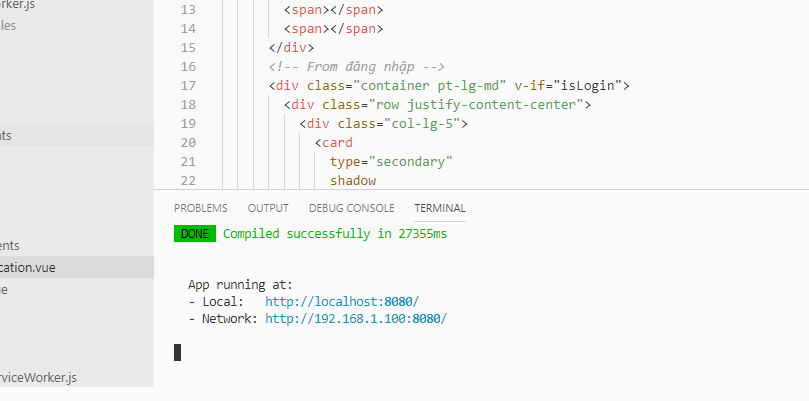 rker.js
les
nts
ents
cation.vue
ue
rviceWorker.js
13 <span></span>
14 <span></span>
15 </div>
16 <!-- From đăng nhập -->
17 <div class="container pt-lg-md" v-if="isLogin">
18 <div class="row justify-content-center">
19 <div class="col-lg-5">
20 <card
21 type="secondary"
22 shadow
PROBLEMS OUTPUT DEBUG CONSOLE TERMINAL
DONE Compiled successfully in 27355ms
App running at:
- Local: http://localhost:8080/
- Network: http://192.168.1.100:8080/